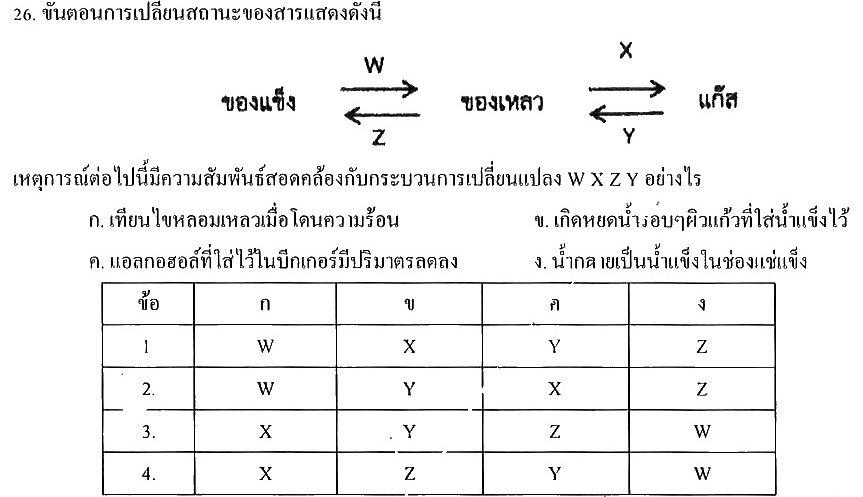 26. ขั้นตอนการเปลี่ยนสถานะของสารแสดงดังนี้
W X
ของแข็ง ของเหลว แก๊ส
Z Y
เหตุการณ์ต่อไปนี้มีความสัมพันธ์สอดคล้องกับกระบวนการเปลี่ยนแปลง W X Z Y อย่างไร
ก. เทียนไขหลอมเหลวเมื่อโดนความร้อน ข. เกิดหยดน้ำรอบๆผิวแก้วที่ใส่น้ำแข็งไว้
ค. แอลกอฮอล์ที่ใส่ไว้ในบีกเกอร์มีปริมาตรลดลง ง. น้ำกลายเป็นน้ำแข็งในช่องแช่แข็ง
ข้อ ก ข ค ง
1 W X Y Z
2. W Y X Z
3. X Y Z W
4. X Z Y W